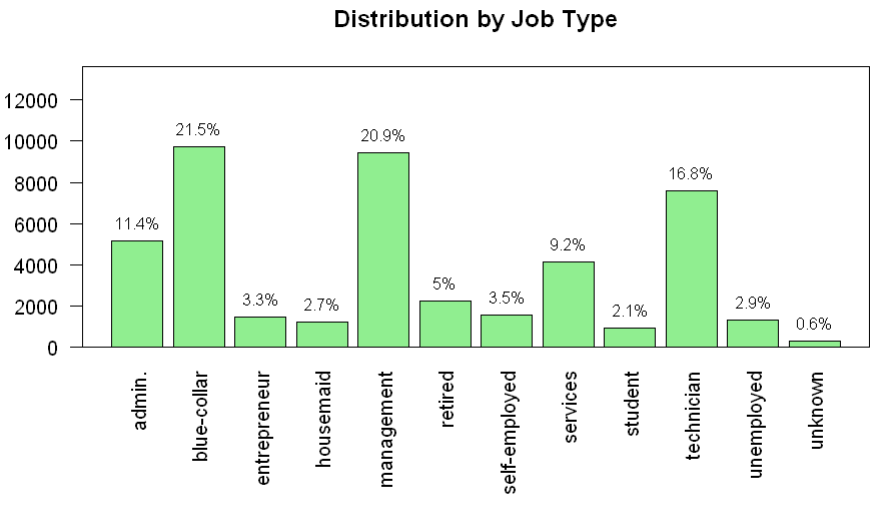 Distribution by Job Type
12000
10000
8000
6000
4000
2000
0
11.4%
21.5%
3.3%
2.7%
20.9%
5%
3.5%
9.2%
2.1%
16.8%
2.9%
0.6%
admin.
blue-collar
entrepreneur
housemaid
management
retired
self-employed
services
student
technician
unemployed
unknown